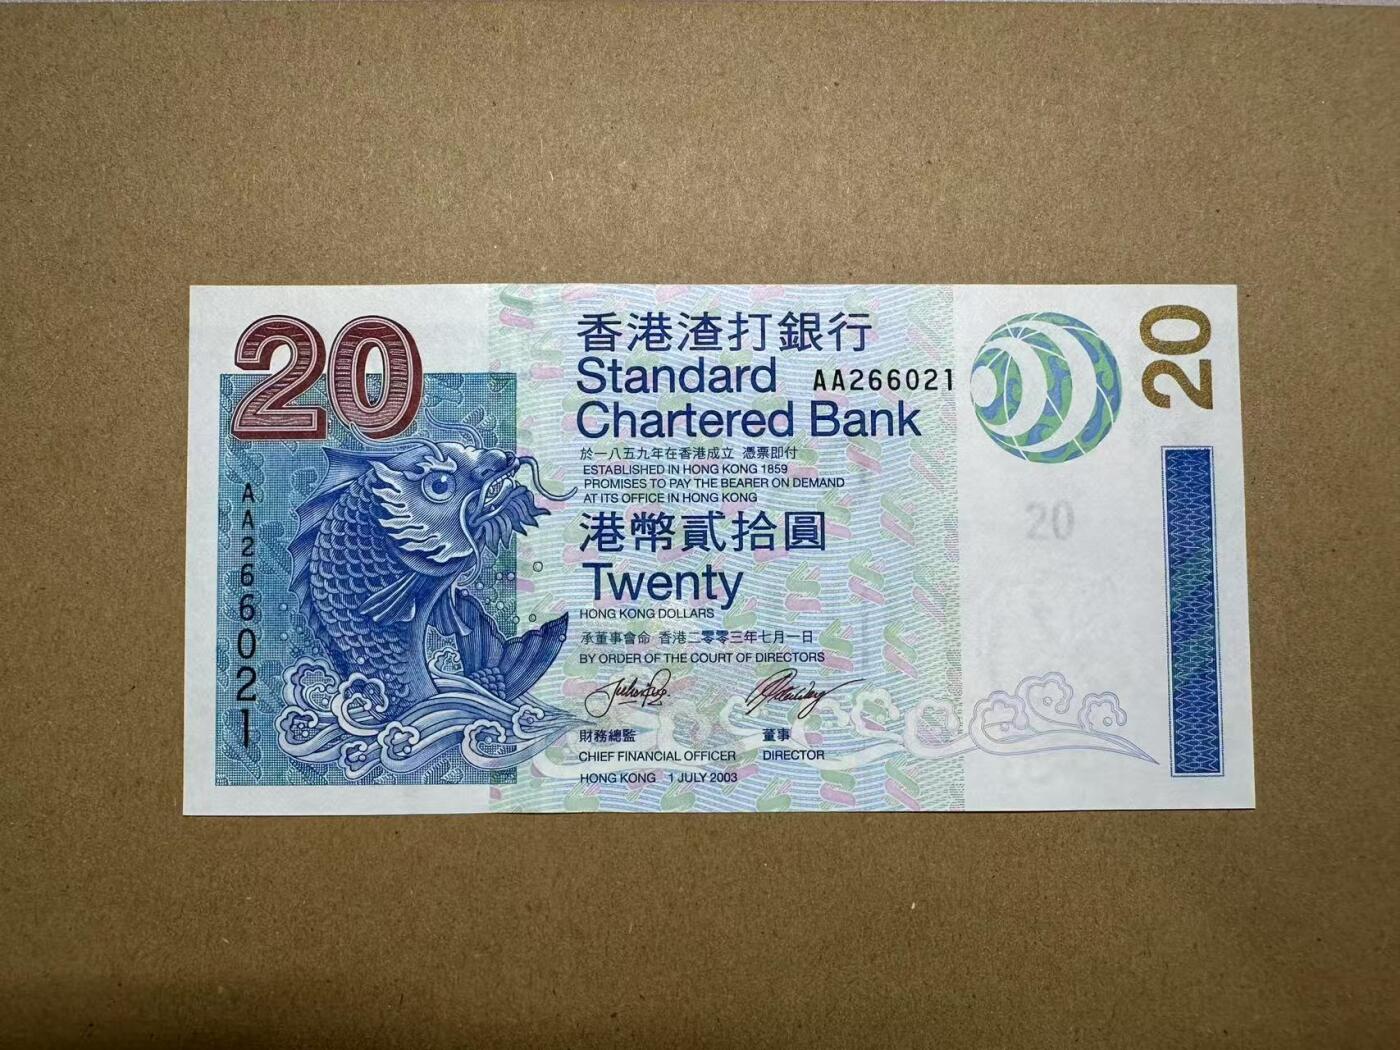 20
香港渣打銀行
Standard
Chartered Bank
AA266021
20
於一八五九年在香港成立 憑票即付
ESTABLISHED IN HONG KONG 1859
PROMISES TO PAY THE BEARER ON DEMAND
AT ITS OFFICE IN HONG KONG
港幣貳拾圓
Twenty
HONG KONG DOLLARS
承董事會命 香港二零零三年七月一日
BY ORDER OF THE COURT OF DIRECTORS
財務總監
CHIEF FINANCIAL OFFICER
董事
DIRECTOR
HONG KONG 1 JULY 2003
AA266021
20